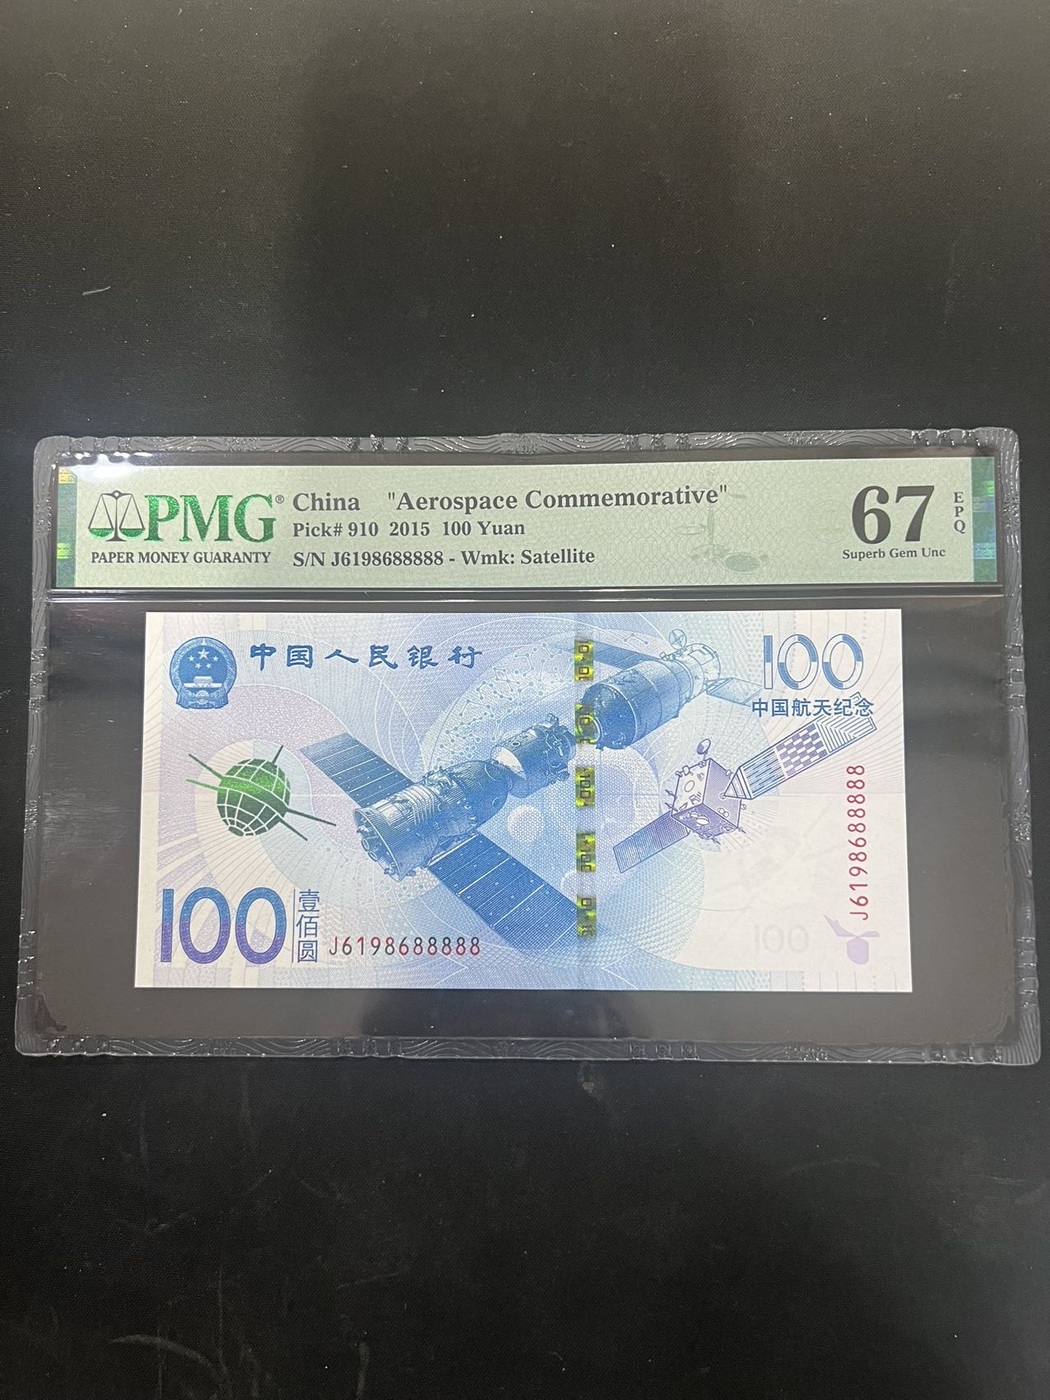 PMG®
PAPER MONEY GUARANTY
China "Aerospace Commemorative"
Pick# 910 2015 100 Yuan
S/N J6198688888 - Wmk: Satellite
67
EPQ
Superb Gem Unc
中国人民银行
100
中国航天纪念
J6198688888
100
壹佰圆
J6198688888
100